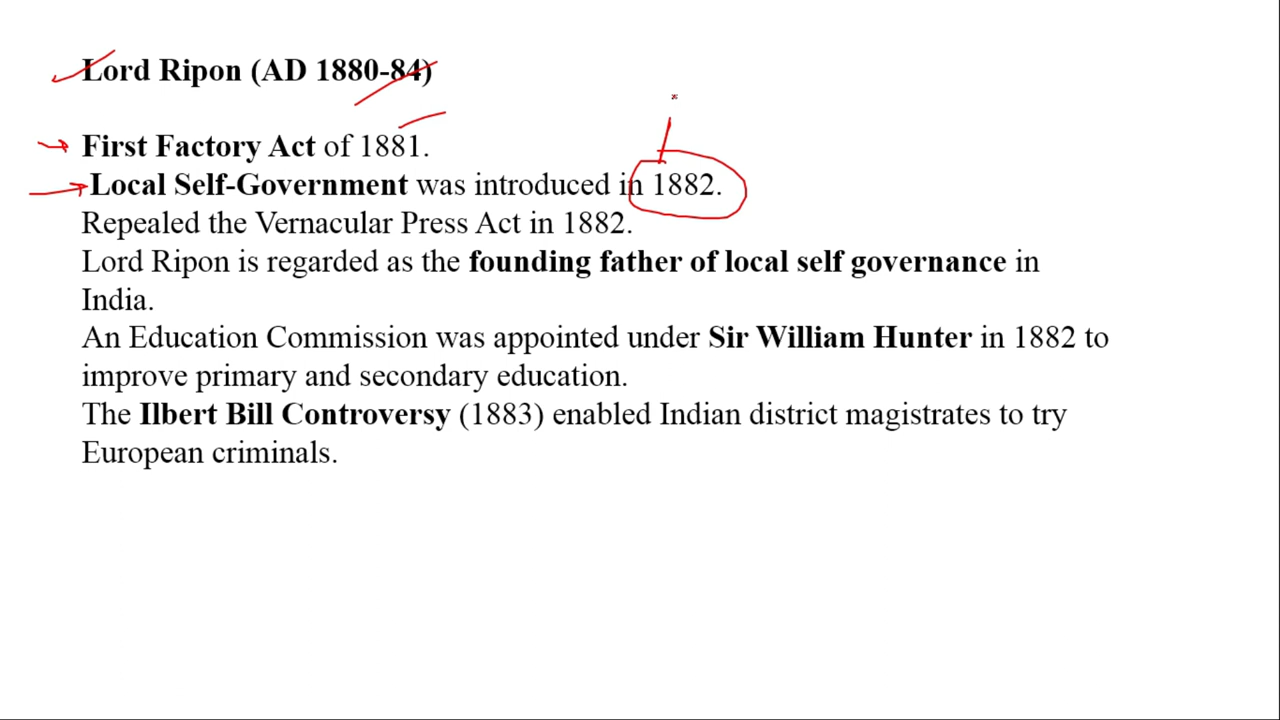 Lord Ripon (AD 1880-84)
First Factory Act of 1881.
Local Self-Government was introduced in 1882.
Repealed the Vernacular Press Act in 1882.
Lord Ripon is regarded as the founding father of local self governance in
India.
An Education Commission was appointed under Sir William Hunter in 1882 to
improve primary and secondary education.
The Ilbert Bill Controversy (1883) enabled Indian district magistrates to try
European criminals.